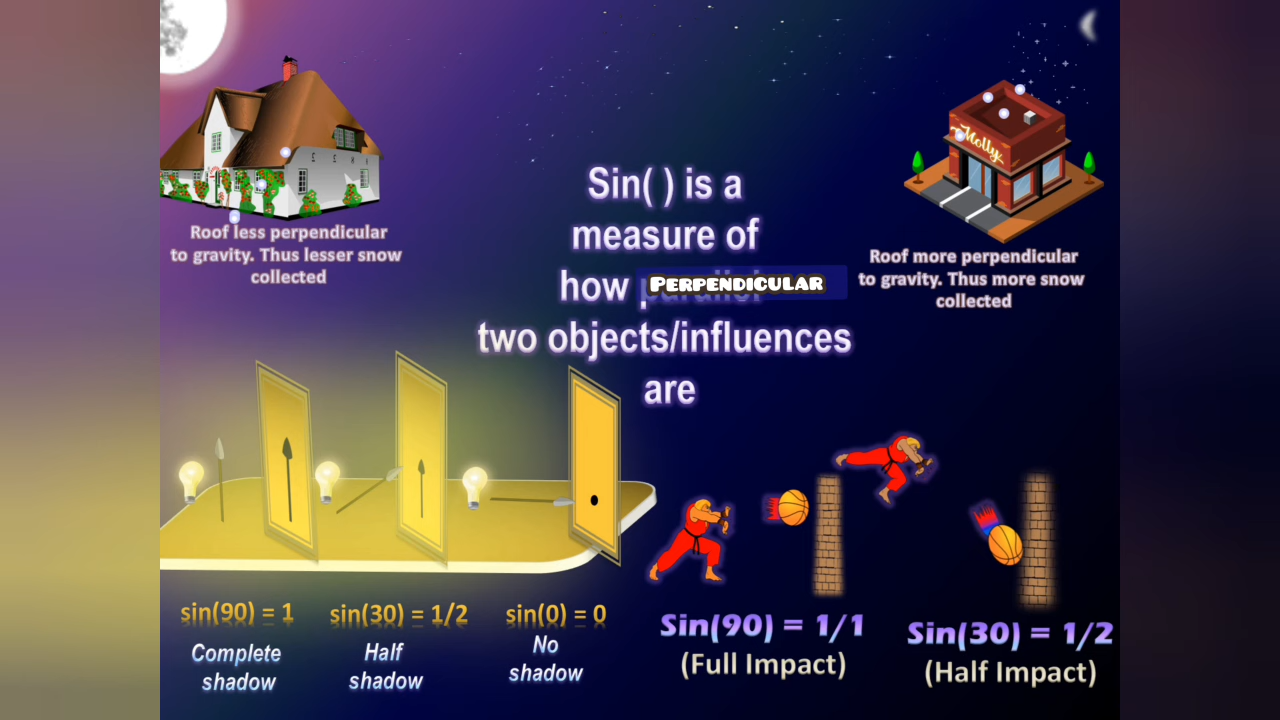 Sin( ) is a
measure of
how Perpendicular
two objects/influences
are
Roof less perpendicular
to gravity. Thus lesser snow
collected
Molly
Roof more perpendicular
to gravity. Thus more snow
collected
sin(90) = 1
Complete
shadow
sin(30) = 1/2
Half
shadow
sin(0) = 0
No
shadow
Sin(90) = 1/1
(Full Impact)
Sin(30) = 1/2
(Half Impact)